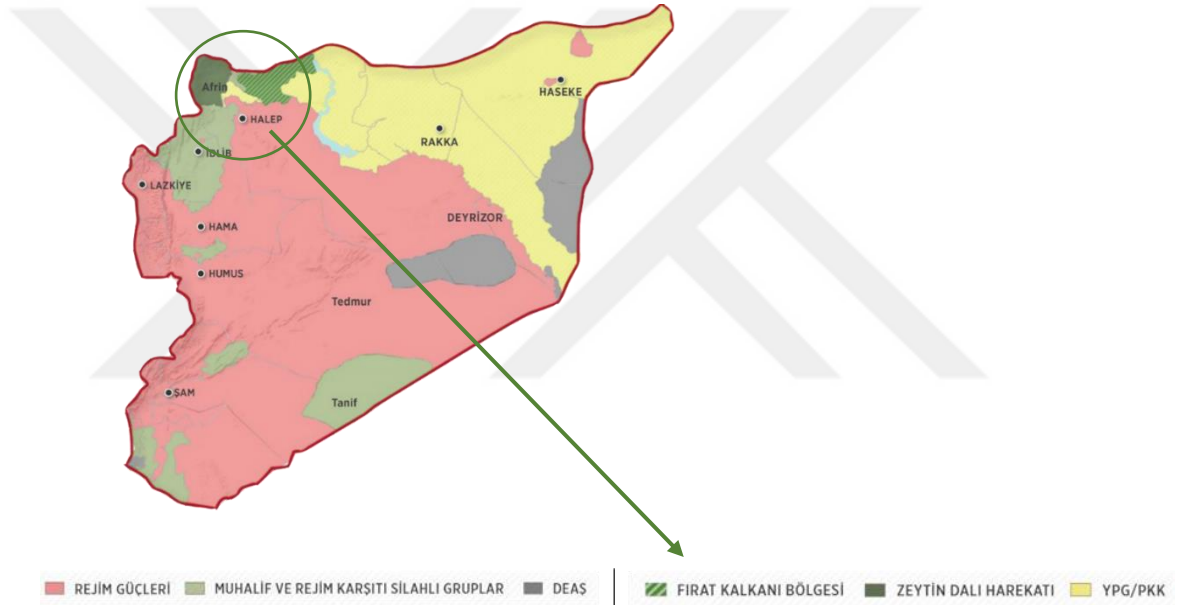 Afrin
HALEP
HASEKE
RAKKA
İDLİB
LAZKİYE
DEYRİZOR
HAMA
HUMUS
Tedmur
ŞAM
Tanif
REJİM GÜÇLERİ MUHALİF VE REJİM KARŞITI SİLAHLI GRUPLAR DEAŞ FIRAT KALKANI BÖLGESİ ZEYTİN DALI HAREKATI YPG/PKK